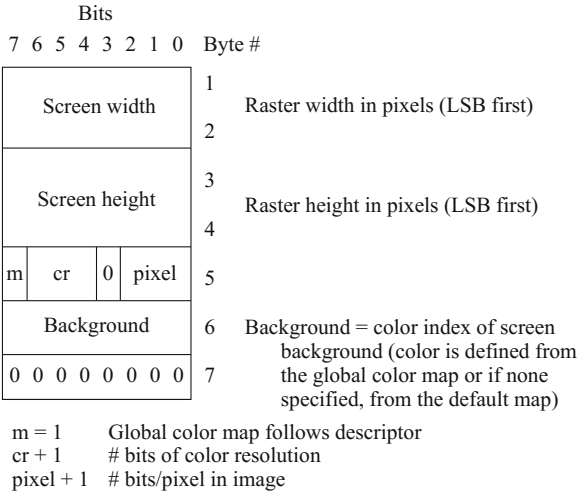 Bits
7 6 5 4 3 2 1 0 Byte #
Screen width
1
2
Raster width in pixels (LSB first)
Screen height
3
4
Raster height in pixels (LSB first)
m cr 0 pixel 5
Background 6 Background = color index of screen
background (color is defined from
0 0 0 0 0 0 0 0 7 the global color map or if none
specified, from the default map)
m = 1 Global color map follows descriptor
cr + 1 # bits of color resolution
pixel + 1 # bits/pixel in image